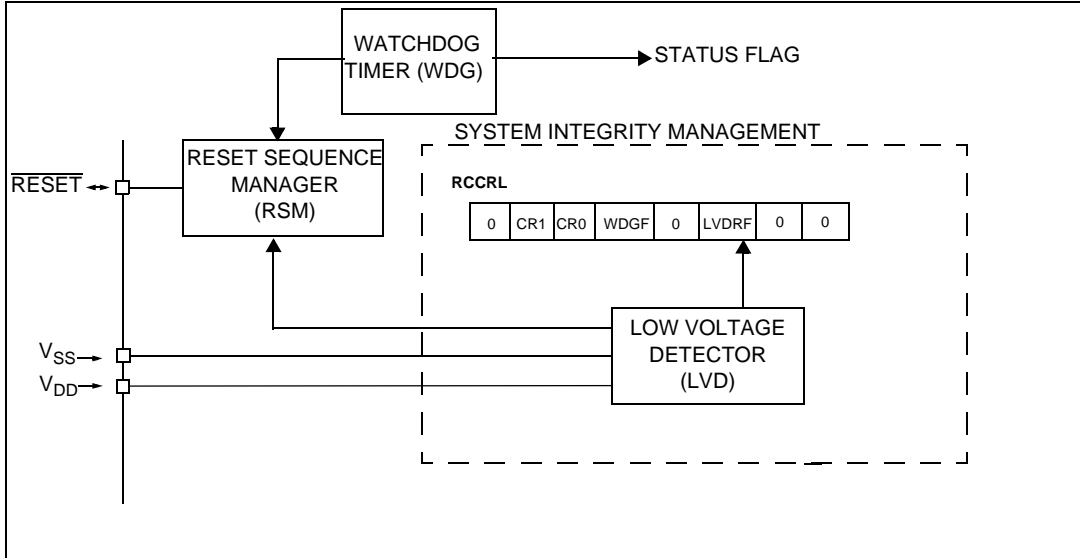 WATCHDOG
TIMER (WDG)
STATUS FLAG
SYSTEM INTEGRITY MANAGEMENT
RESET SEQUENCE
MANAGER
(RSM)
RESET
RCCRL
0 CR1 CR0 WDGF 0 LVDRF 0 0
LOW VOLTAGE
DETECTOR
(LVD)
VSS
VDD